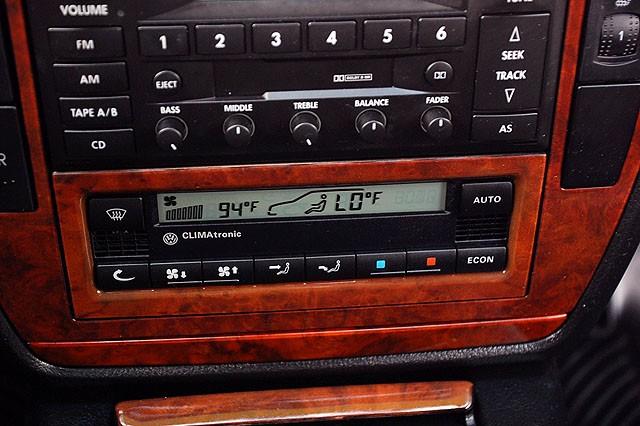 VOLUME
FM 1 2 3 4 5 6
SEEK
AM EJECT TRACK
TAPE A/B BASS MIDDLE TREBLE BALANCE FADER
CD AS
1
R
94°F LO°F AUTO
CLIMAtronic
ECON